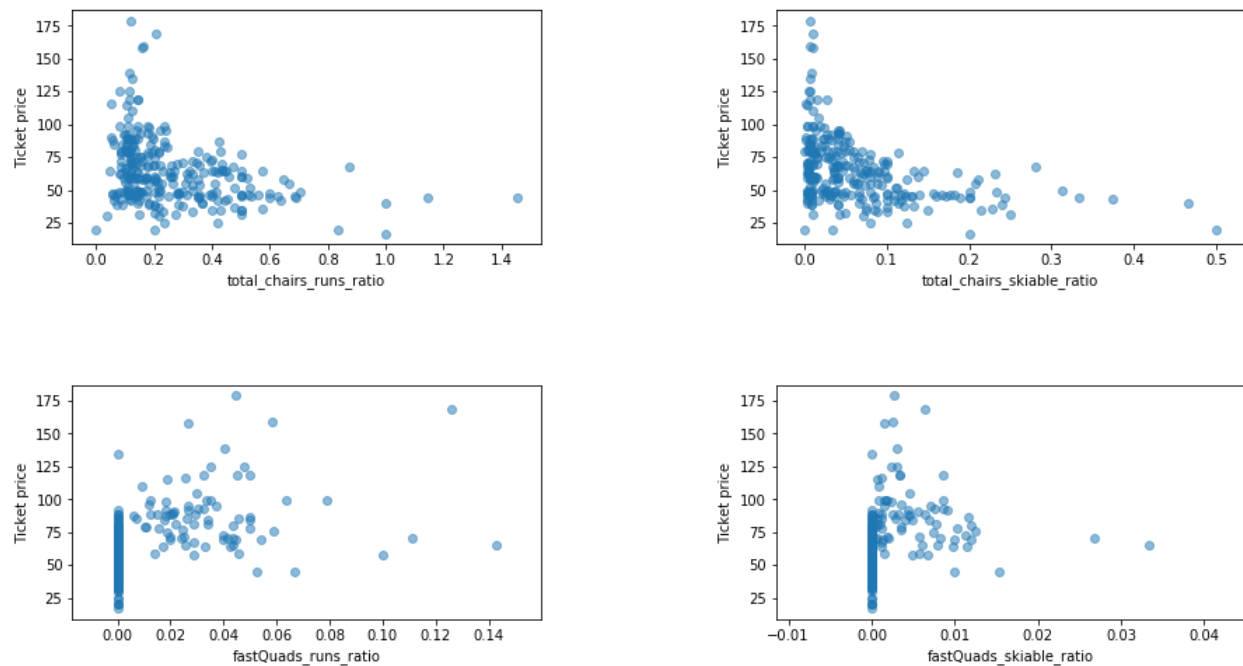 175
150
125
100
75
50
25
Ticket price
0.0 0.2 0.4 0.6 0.8 1.0 1.2 1.4
total_chairs_runs_ratio
175
150
125
100
75
50
25
Ticket price
0.0 0.1 0.2 0.3 0.4 0.5
total_chairs_skiable_ratio
175
150
125
100
75
50
25
Ticket price
0.00 0.02 0.04 0.06 0.08 0.10 0.12 0.14
fastQuads_runs_ratio
175
150
125
100
75
50
25
Ticket price
−0.01 0.00 0.01 0.02 0.03 0.04
fastQuads_skiable_ratio